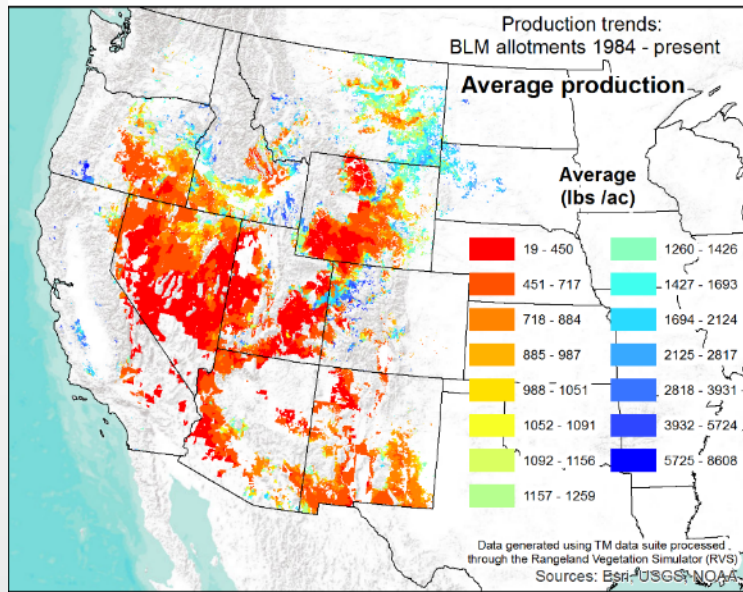 Production trends:
BLM allotments 1984 - present
Average production
Average
(lbs /ac)
19 - 450
451 - 717
718 - 884
885 - 987
988 - 1051
1052 - 1091
1092 - 1156
1157 - 1259
1260 - 1426
1427 - 1693
1694 - 2124
2125 - 2817
2818 - 3931
3932 - 5724
5725 - 8608
Data generated using TM data suite processed
through the Rangeland Vegetation Simulator (RVS)
Sources: Esri, USGS, NOAA